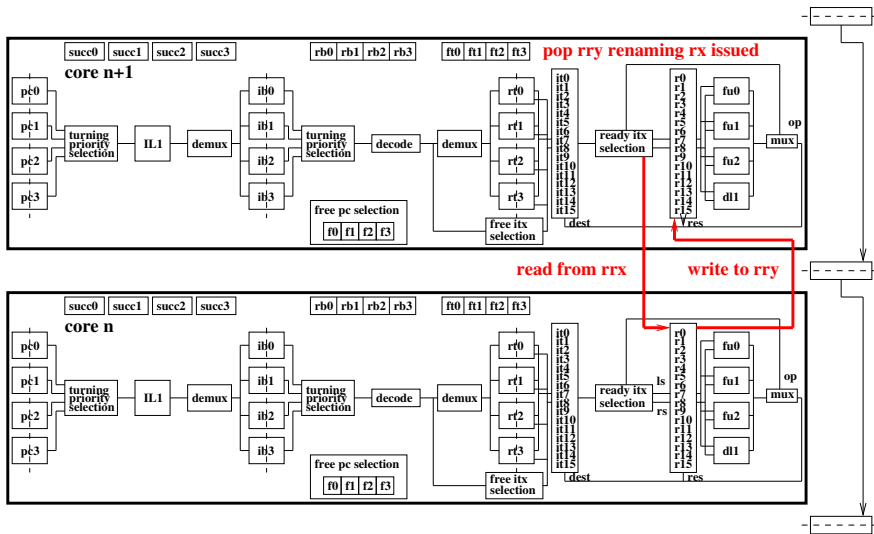 succ0 succ1 succ2 succ3 rb0 rb1 rb2 rb3 ft0 ft1 ft2 ft3 pop rry renaming rx issued
core n+1
pc0
pc1
pc2
pc3
turning
priority
selection
IL1
demux
ib0
ib1
ib2
ib3
turning
priority
selection
decode
demux
free pc selection
f0 f1 f2 f3
rt0
rt1
rt2
rt3
free itx
selection
it0
it1
it2
it3
it4
it5
it6
it7
it8
it9
it10
it11
it12
it13
it14
it15
dest
ready itx
selection
r0
r1
r2
r3
r4
r5
r6
r7
r8
r9
r10
r11
r12
r13
r14
r15
res
fu0
fu1
fu2
dl1
op
mux
read from rrx write to rry
succ0 succ1 succ2 succ3 rb0 rb1 rb2 rb3 ft0 ft1 ft2 ft3
core n
pc0
pc1
pc2
pc3
turning
priority
selection
IL1
demux
ib0
ib1
ib2
ib3
turning
priority
selection
decode
demux
free pc selection
f0 f1 f2 f3
rt0
rt1
rt2
rt3
free itx
selection
it0
it1
it2
it3
it4
it5
it6
it7
it8
it9
it10
it11
it12
it13
it14
it15
dest
ready itx
selection
ls
rs
r0
r1
r2
r3
r4
r5
r6
r7
r8
r9
r10
r11
r12
r13
r14
r15
res
fu0
fu1
fu2
dl1
op
mux